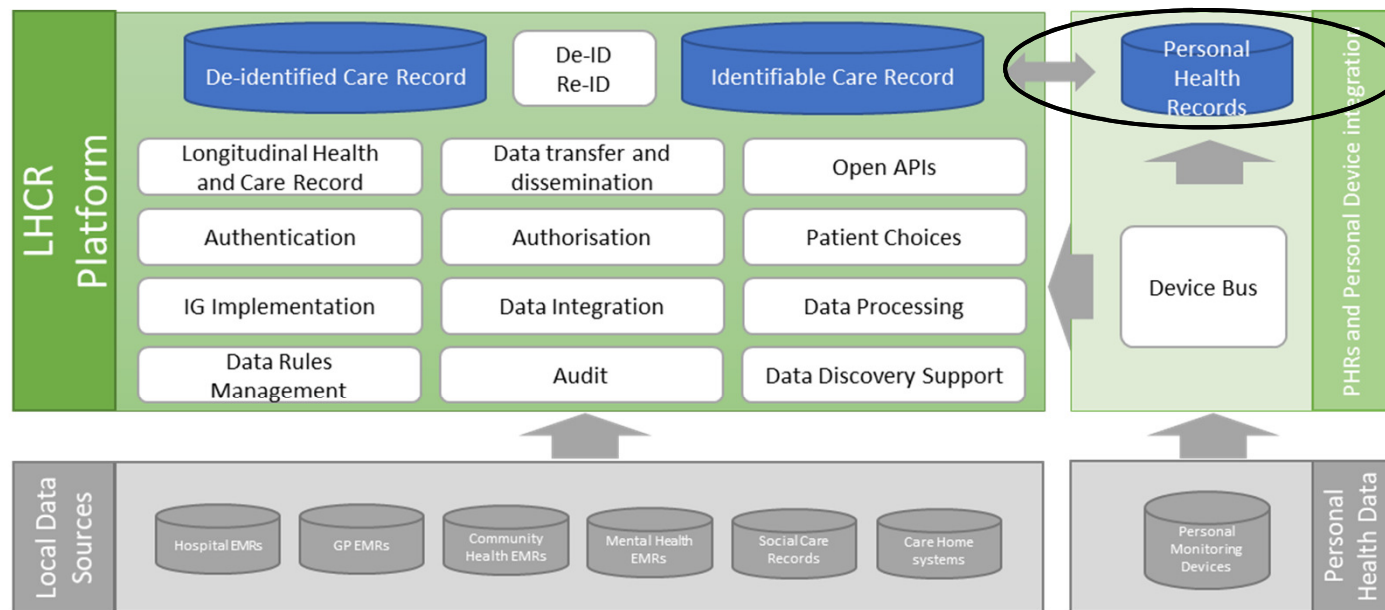 LHCR
Platform
De-identified Care Record
De-ID
Re-ID
Identifiable Care Record
Longitudinal Health
and Care Record
Data transfer and
dissemination
Open APIs
Authentication
Authorisation
Patient Choices
IG Implementation
Data Integration
Data Processing
Data Rules
Management
Audit
Data Discovery Support
Personal
Health
Records
Device Bus
PHRs and Personal Device integration
Local Data
Sources
Hospital EMRs
GP EMRs
Community
Health EMRs
Mental Health
EMRs
Social Care
Records
Care Home
systems
Personal
Monitoring
Devices
Personal
Health Data